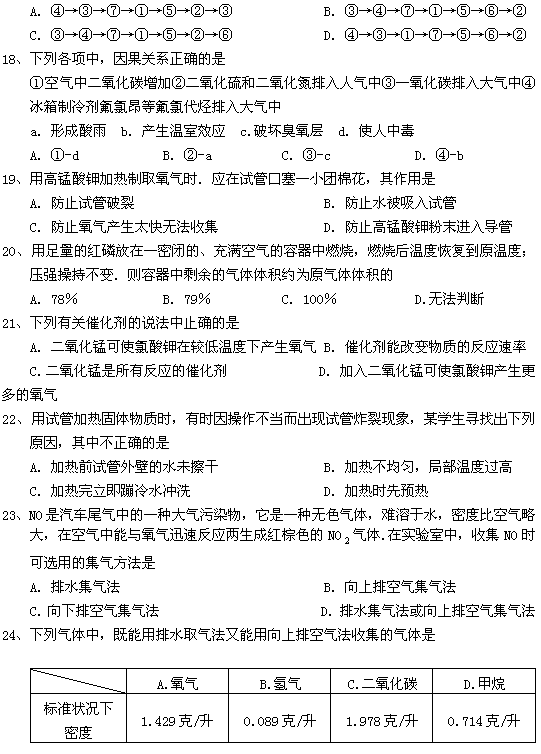 A. ④→③→⑦→①→⑤→②→③ B. ③→④→⑦→①→⑤→⑥→②
C. ③→④→⑦→①→⑤→②→⑥ D. ④→③→①→⑦→⑤→⑥→②
18、下列各项中，因果关系正确的是
①空气中二氧化碳增加②二氧化硫和二氧化氮排入人气中③一氧化碳排入大气中④
冰箱制冷剂氟氯昂等氟氯代烃排入大气中
a. 形成酸雨 b. 产生温室效应 c.破坏臭氧层 d. 使人中毒
A. ①-d B. ②-a C. ③-c D. ④-b
19、用高锰酸钾加热制取氧气时．应在试管口塞一小团棉花，其作用是
A. 防止试管破裂 B. 防止水被吸入试管
C. 防止氧气产生太快无法收集 D. 防止高锰酸钾粉末进入导管
20、用足量的红磷放在一密闭的、充满空气的容器中燃烧，燃烧后温度恢复到原温度；
压强操持不变．则容器中剩余的气体体积约为原气体体积的
A. 78％ B. 79％ C. 100％ D.无法判断
21、下列有关催化剂的说法中止确的是
A. 二氧化锰可使氯酸钾在较低温度下产生氧气 B. 催化剂能改变物质的反应速率
C.二氧化锰是所有反应的催化剂 D. 加入二氧化锰可使氯酸钾产生更
多的氧气
22、用试管加热固体物质时，有时因操作不当而出现试管炸裂现象，某学生寻找出下列
原因，其中不正确的是
A. 加热前试管外壁的水未擦干 B. 加热不均匀，局部温度过高
C. 加热完立即蹦冷水冲洗 D. 加热时先预热
23、NO是汽车尾气中的一种大气污染物，它是一种无色气体，难溶于水，密度比空气略
大，在空气中能与氧气迅速反应两生成红棕色的NO₂气体.在实验室中，收集NO时
可选用的集气方法是
A. 排水集气法 B. 向上排空气集气法
C.向下排空气集气法 D. 排水集气法或向上排空气集气法
24、下列气体中，既能用排水取气法又能用向上排空气法收集的气体是
A.氧气 B.氢气 C.二氧化碳 D.甲烷
标准状况下
密度 1.429克/升 0.089克/升 1.978克/升 0.714克/升